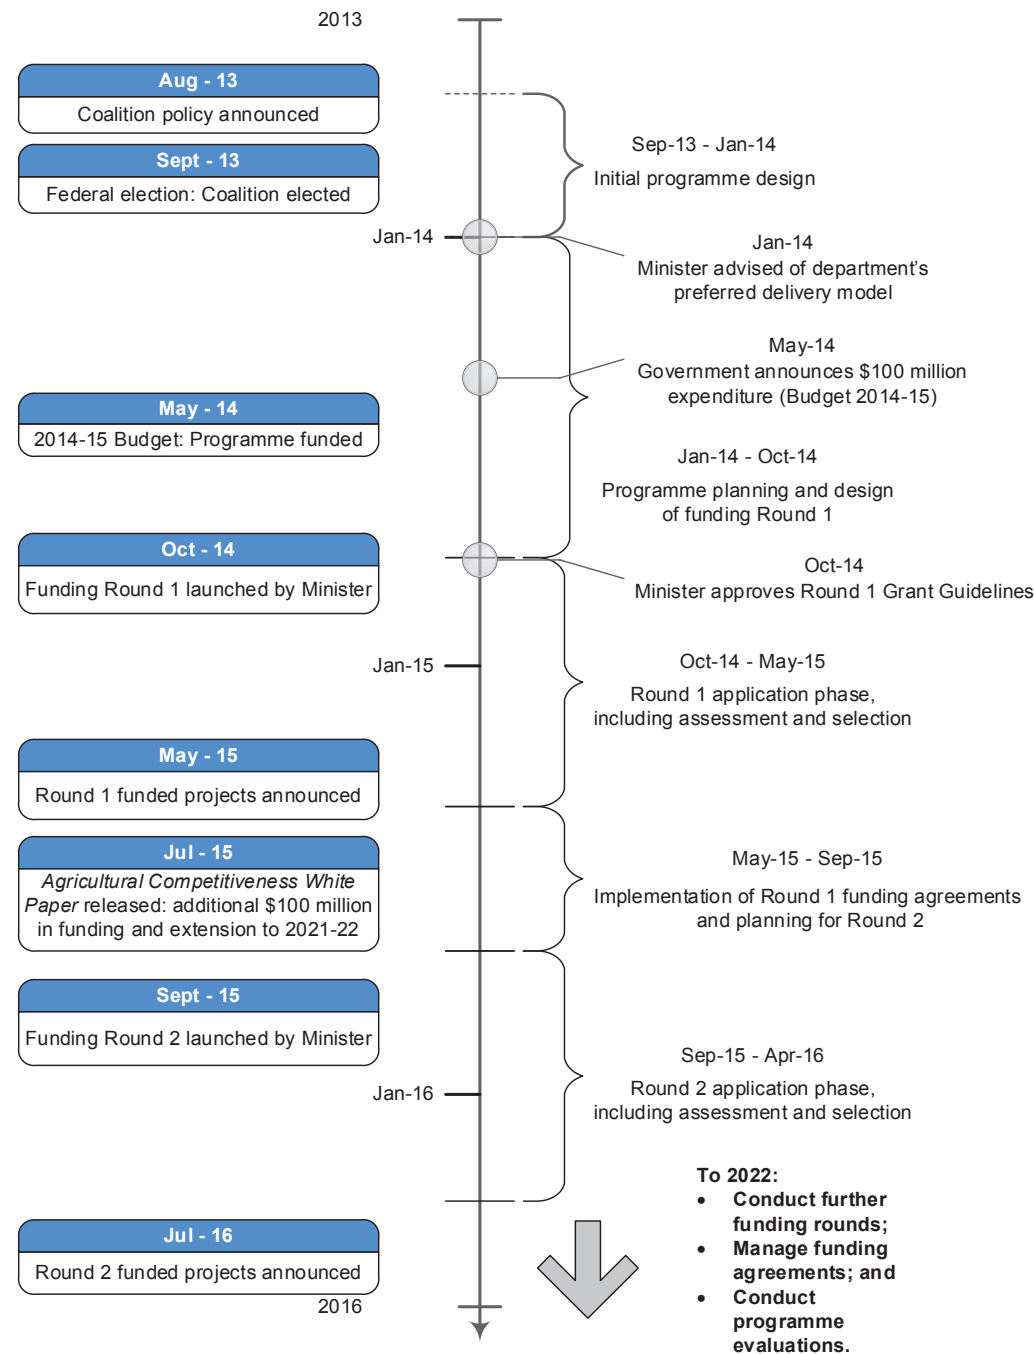 2013
Aug - 13
Coalition policy announced
Sept - 13
Federal election: Coalition elected
Sep-13 - Jan-14
Initial programme design
Jan-14
Jan-14
Minister advised of department's
preferred delivery model
May-14
Government announces $100 million
expenditure (Budget 2014-15)
May - 14
2014-15 Budget: Programme funded
Jan-14 - Oct-14
Programme planning and design
of funding Round 1
Oct - 14
Funding Round 1 launched by Minister
Oct-14
Minister approves Round 1 Grant Guidelines
Jan-15
Oct-14 - May-15
Round 1 application phase,
including assessment and selection
May - 15
Round 1 funded projects announced
Jul - 15
Agricultural Competitiveness White
Paper released: additional $100 million
in funding and extension to 2021-22
May-15 - Sep-15
Implementation of Round 1 funding agreements
and planning for Round 2
Sept - 15
Funding Round 2 launched by Minister
Jan-16
Sep-15 - Apr-16
Round 2 application phase,
including assessment and selection
Jul - 16
Round 2 funded projects announced
2016
To 2022:
• Conduct further
funding rounds;
• Manage funding
agreements; and
• Conduct
programme
evaluations.